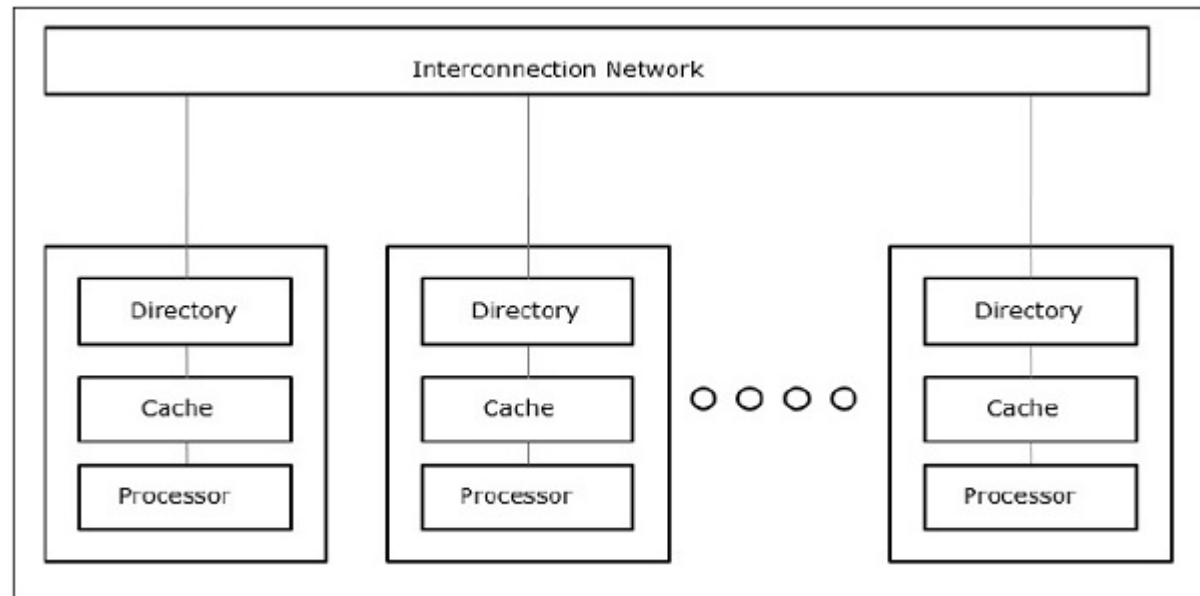 Interconnection Network
Directory
Directory
Directory
Cache
Cache
Cache
Processor
Processor
Processor